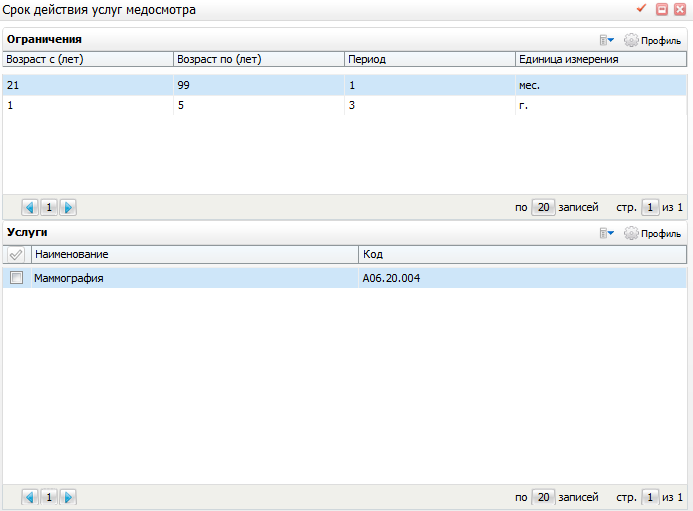 Срок действия услуг медосмотра
Ограничения Профиль
Возраст с (лет) Возраст по (лет) Период Единица измерения
21 99 1 мес.
1 5 3 г.
1 по 20 записей стр. 1 из 1
Услуги Профиль
Наименование Код
Маммография A06.20.004
1 по 20 записей стр. 1 из 1